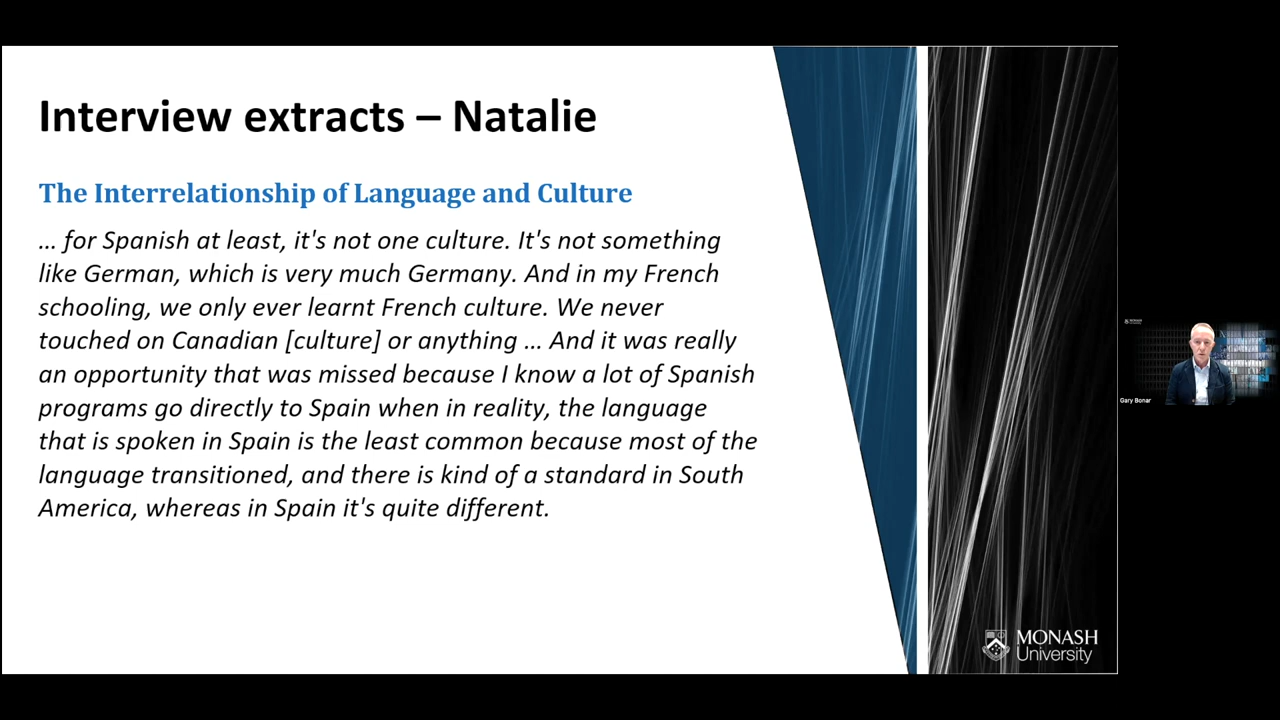 Interview extracts – Natalie
The Interrelationship of Language and Culture
… for Spanish at least, it's not one culture. It's not something
like German, which is very much Germany. And in my French
schooling, we only ever learnt French culture. We never
touched on Canadian [culture] or anything … And it was really
an opportunity that was missed because I know a lot of Spanish
programs go directly to Spain when in reality, the language
that is spoken in Spain is the least common because most of the
language transitioned, and there is kind of a standard in South
America, whereas in Spain it's quite different.
MONASH
University
Gary Bonar